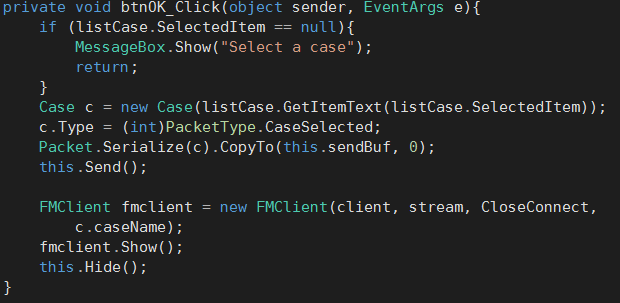 private void btnOK_Click(object sender, EventArgs e){
    if (listCase.SelectedItem == null){
        MessageBox.Show("Select a case");
        return;
    }
    Case c = new Case(listCase.GetItemText(listCase.SelectedItem));
    c.Type = (int)PacketType.CaseSelected;
    Packet.Serialize(c).CopyTo(this.sendBuf, 0);
    this.Send();

    FMClient fmclient = new FMClient(client, stream, CloseConnect,
        c.caseName);
    fmclient.Show();
    this.Hide();
}